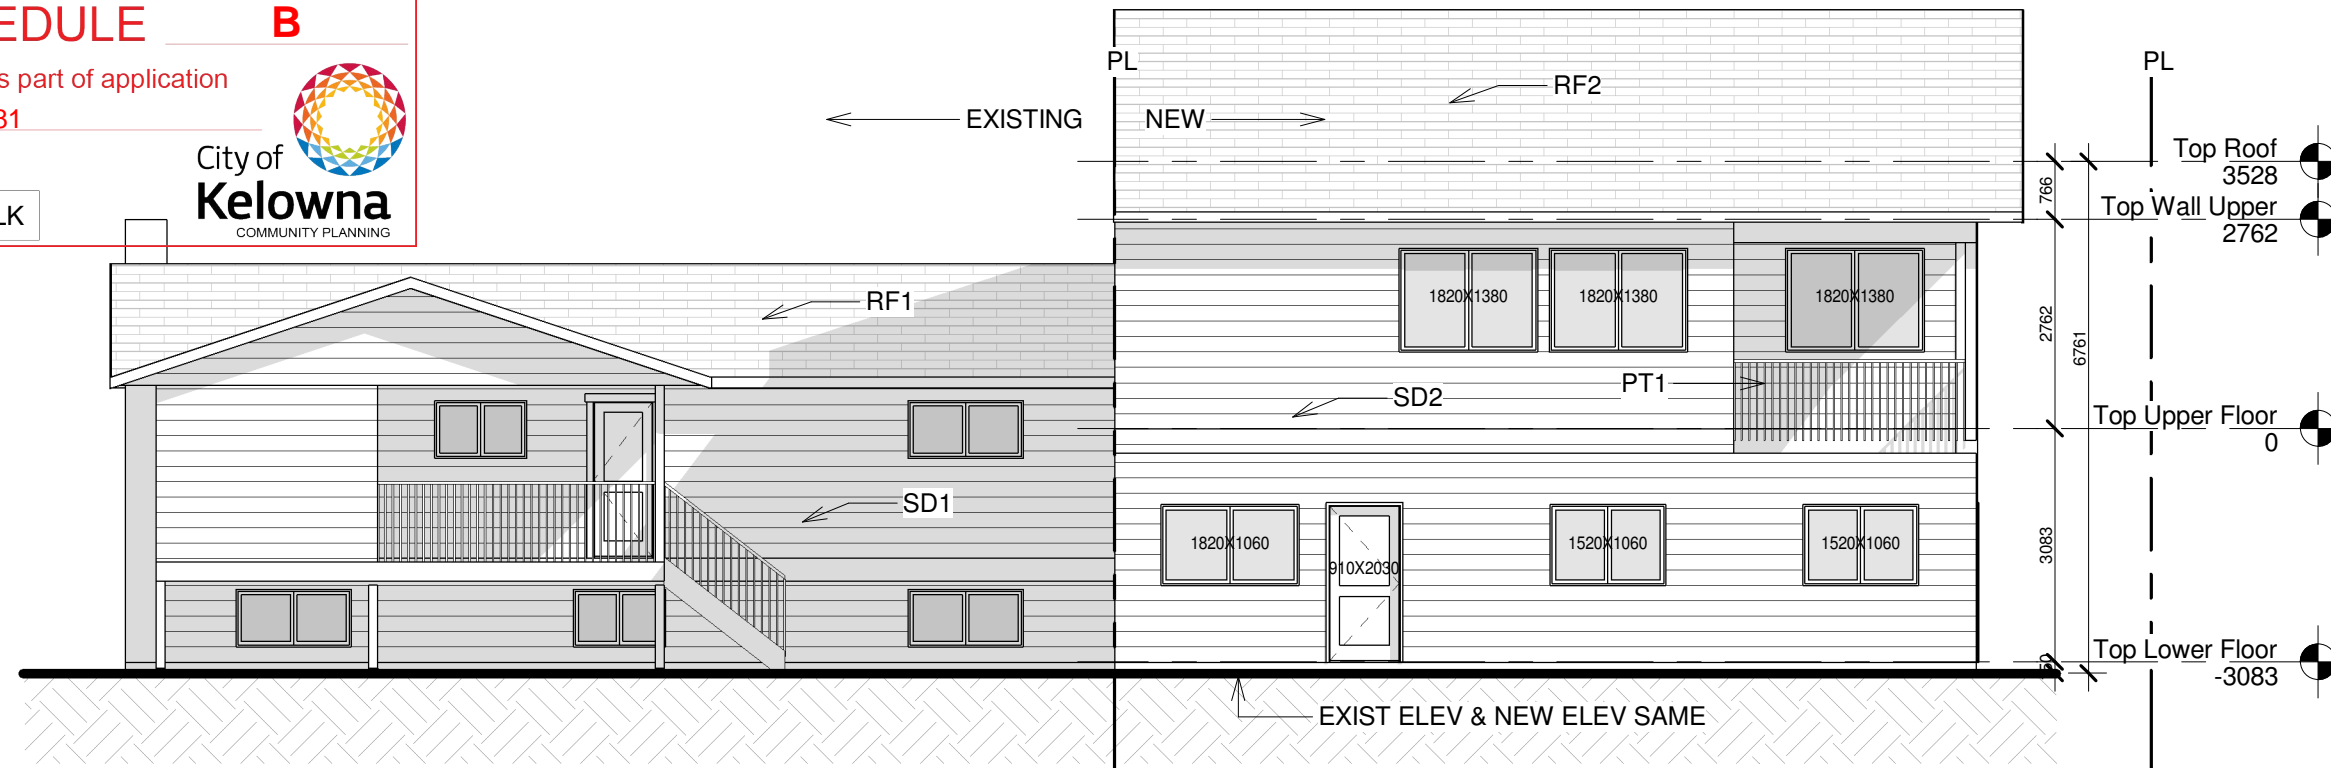 EDULE B
s part of application
31
City of
Kelowna
COMMUNITY PLANNING
LK
PL
PL
RF2
EXISTING
NEW
Top Roof
3528
766
Top Wall Upper
2762
RF1
1820X1380
1820X1380
1820X1380
2762
6761
PT1
SD2
Top Upper Floor
0
SD1
1820X1060
910X2030
1520X1060
1520X1060
3083
Top Lower Floor
-3083
EXIST ELEV & NEW ELEV SAME